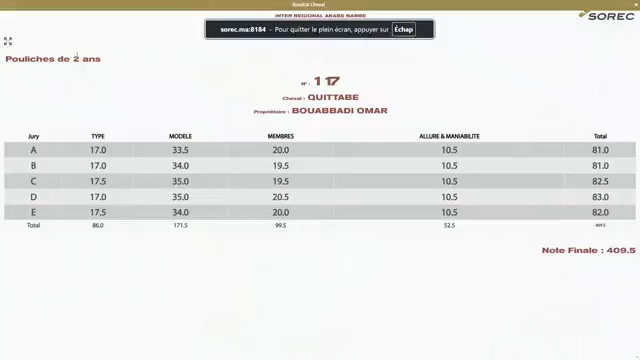 Résultat Cheval
INTER REGIONAL ARABE BARBE
SOREC
sorec.ma:8184 - Pour quitter le plein écran, appuyer sur Échap
Pouliches de 2 ans
N° : 117
Cheval : QUITTABE
Propriétaire : BOUABBADI OMAR
Jury TYPE MODELE MEMBRES ALLURE & MANIABILITE Total
A 17.0 33.5 20.0 10.5 81.0
B 17.0 34.0 19.5 10.5 81.0
C 17.5 35.0 19.5 10.5 82.5
D 17.0 35.0 20.5 10.5 83.0
E 17.5 34.0 20.0 10.5 82.0
Total 86.0 171.5 99.5 52.5 409.5
Note Finale : 409.5